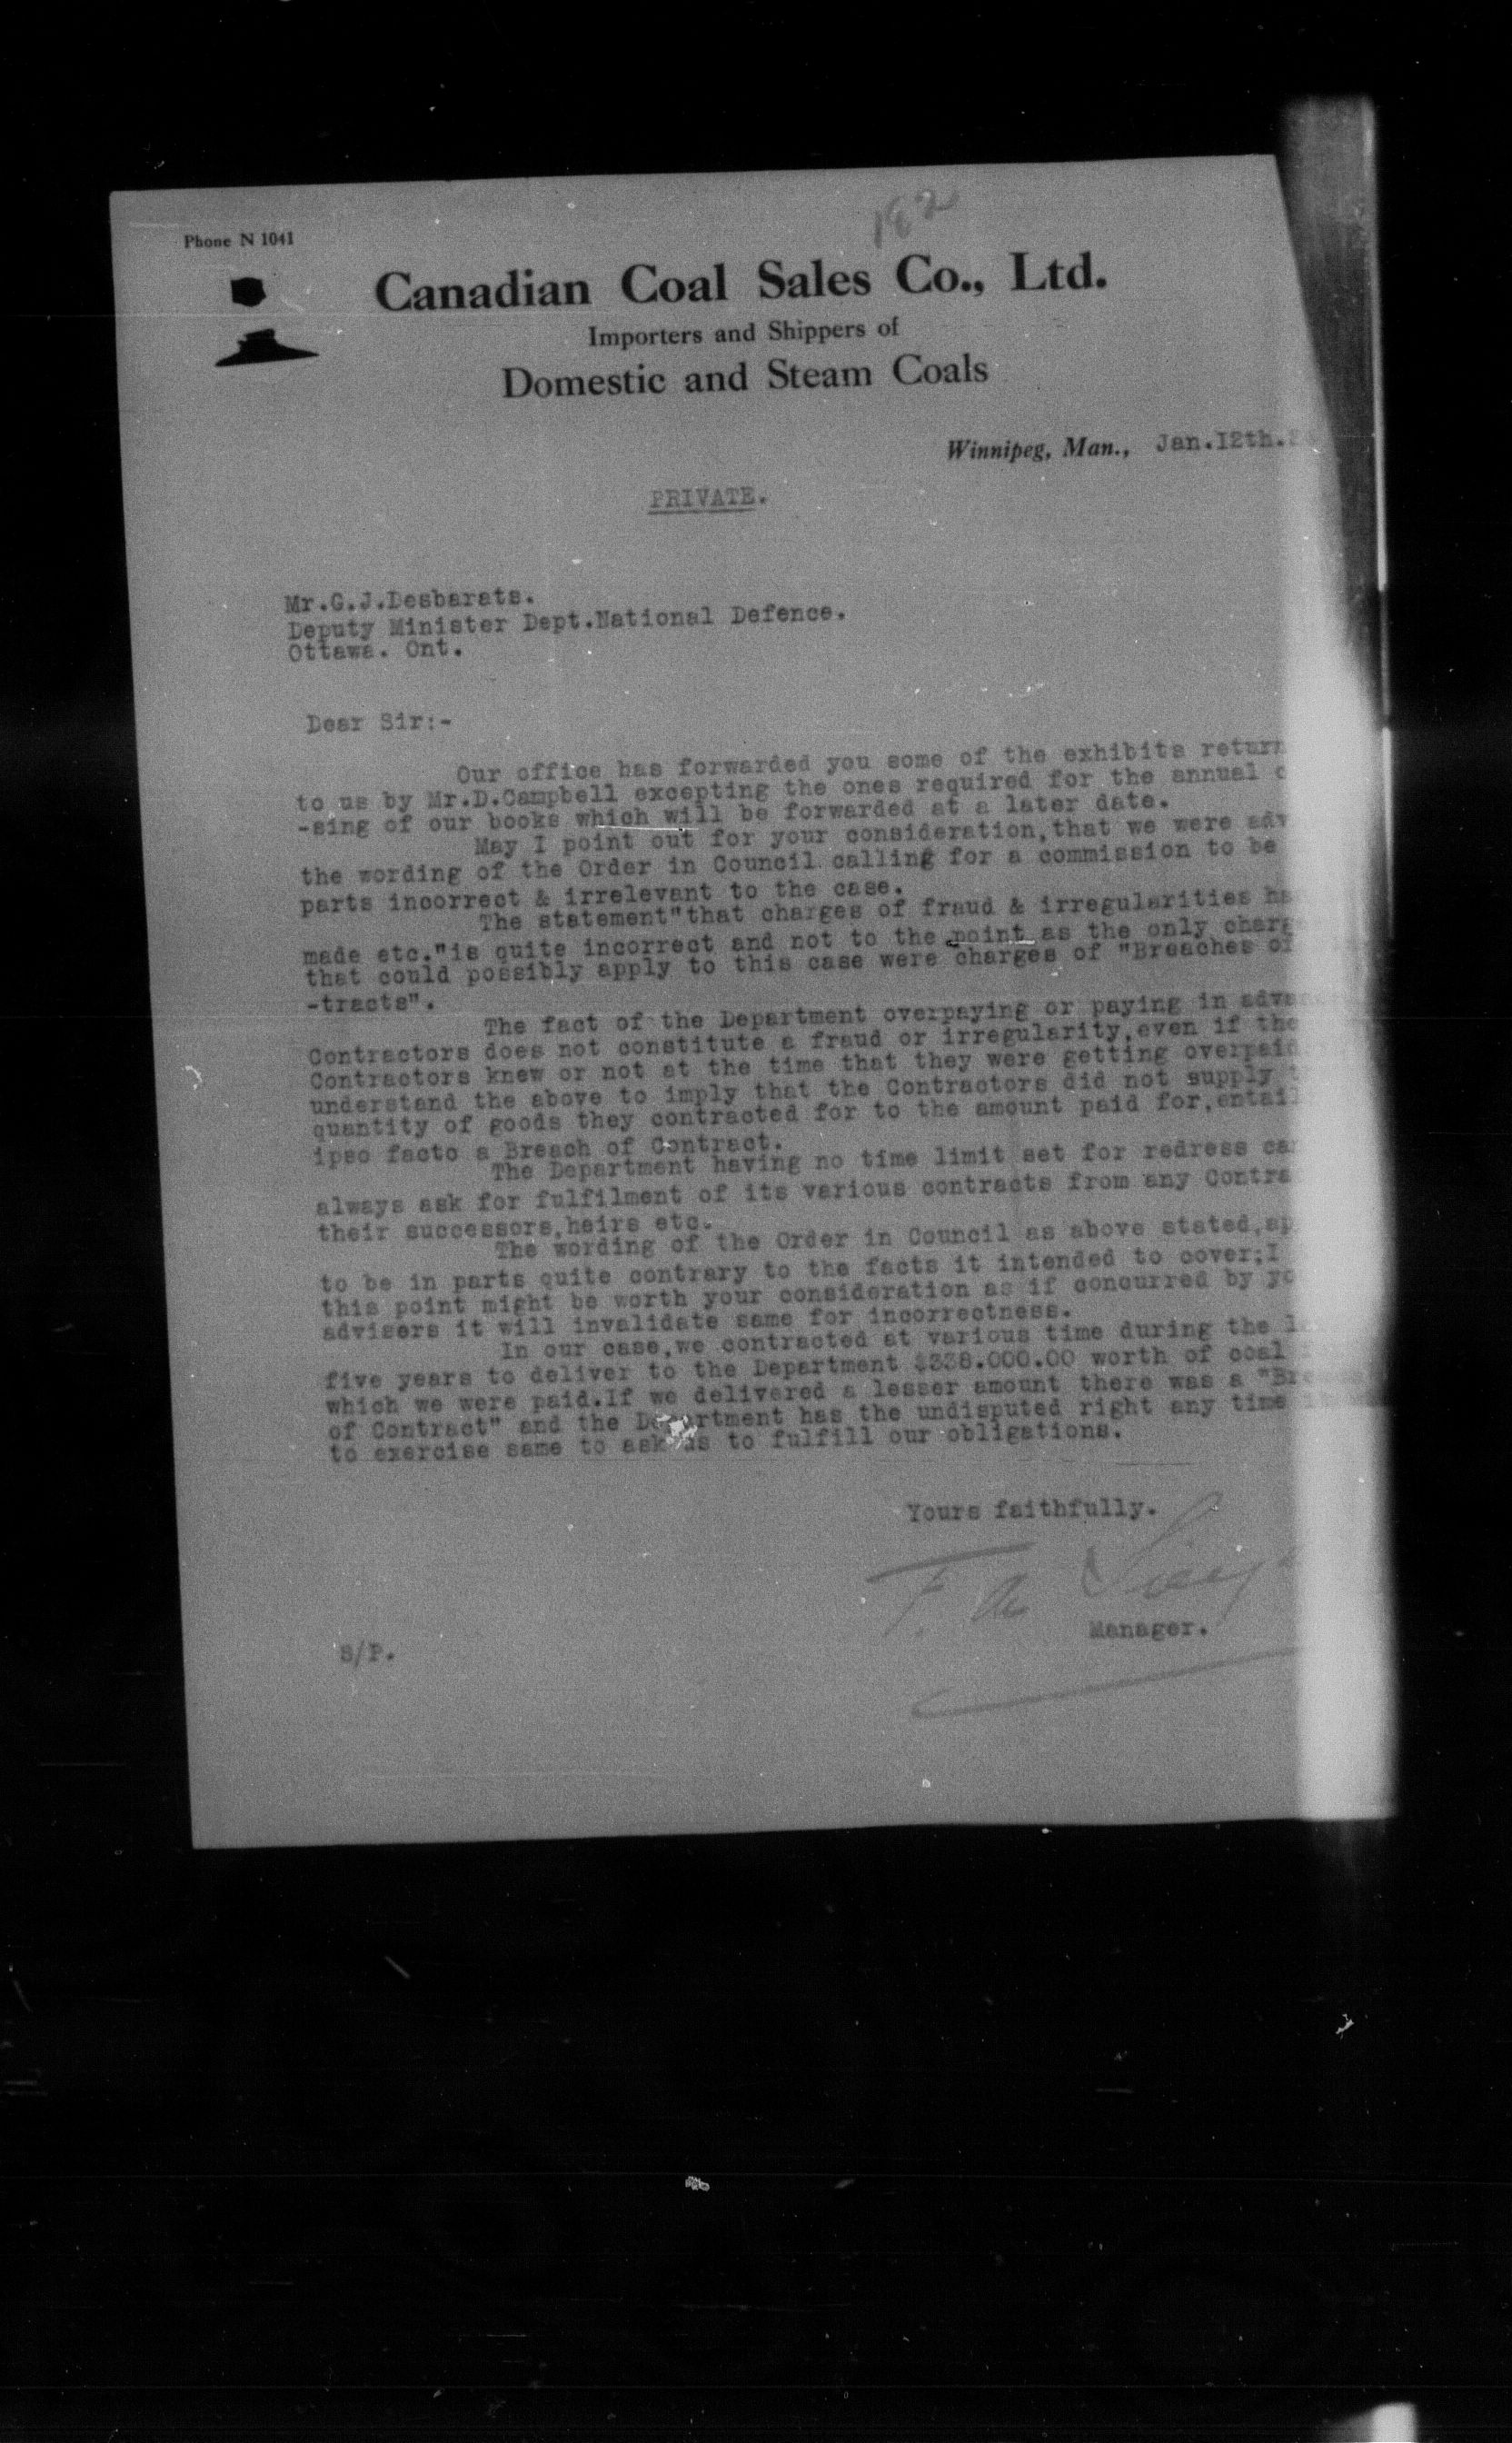 182
Phone N 1041
Canadian Coal Sales Co., Ltd.
Importers and Shippers of
Domestic and Steam Coals
Winnipeg, Man., Jan.I2th.
PRIVATE.
Mr.G.J.Desbarats.
Deputy Minister Dept.National Defence.
Ottawa. Ont.
Dear Sir:-
Our office has forwarded you some of the exhibits return
to us by Mr.D.Campbell excepting the ones required for the annual c
-sing of our books which will be forwarded at a later date.
May I point out for your consideration,that we were adv
the wording of the Order in Council calling for a commission to be
parts incorrect & irrelevant to the case.
The statement"that charges of fraud & irregularities ha
made etc."is quite incorrect and not to the point as the only charge
that could possibly apply to this case were charges of "Breaches of
-tracts".
The fact of the Department overpaying or paying in advan
Contractors does not constitute a fraud or irregularity,even if the
Contractors knew or not at the time that they were getting overpaid
understand the above to imply that the Contractors did not supply t
quantity of goods they contracted for to the amount paid for,entail
ipso facto a Breach of Contract.
The Department having no time limit set for redress can
always ask for fulfilment of its various contracts from any Contra
their successors,heirs etc.
The wording of the Order in Council as above stated,ap
to be in parts quite contrary to the facts it intended to cover;I
this point might be worth your consideration as if concurred by yo
advisers it will invalidate same for incorrectness.
In our case,we contracted at various time during the l
five years to deliver to the Department $338.000.00 worth of coal
which we were paid.If we delivered a lesser amount there was a "Br
of Contract" and the Department has the undisputed right any time
to exercise same to ask us to fulfill our obligations.
Yours faithfully.
F. A.
Manager.
S/P.